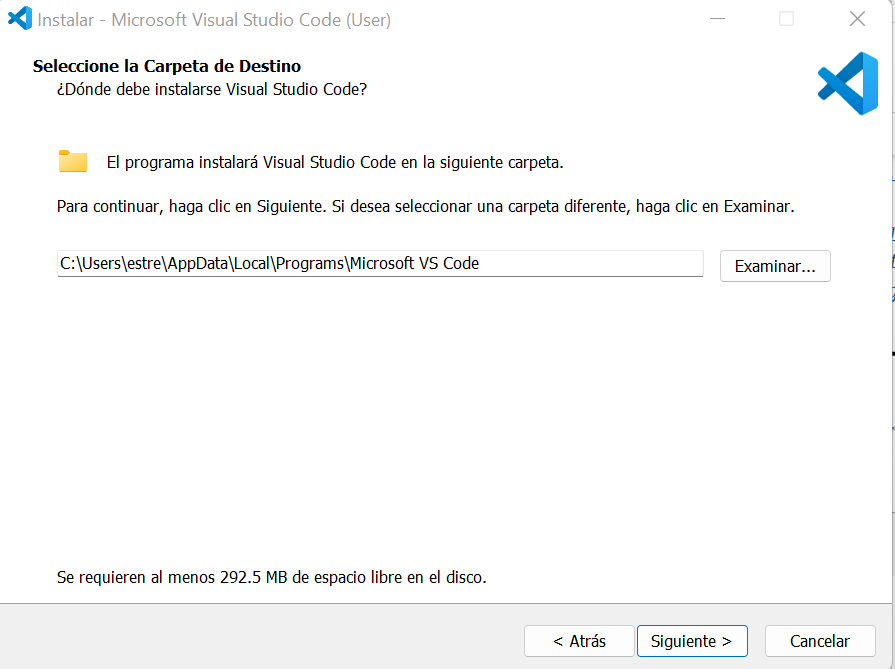 Instalar - Microsoft Visual Studio Code (User)
Seleccione la Carpeta de Destino
¿Dónde debe instalarse Visual Studio Code?
El programa instalará Visual Studio Code en la siguiente carpeta.
Para continuar, haga clic en Siguiente. Si desea seleccionar una carpeta diferente, haga clic en Examinar.
C:\Users\estre\AppData\Local\Programs\Microsoft VS Code
Examinar...
Se requieren al menos 292.5 MB de espacio libre en el disco.
< Atrás
Siguiente >
Cancelar